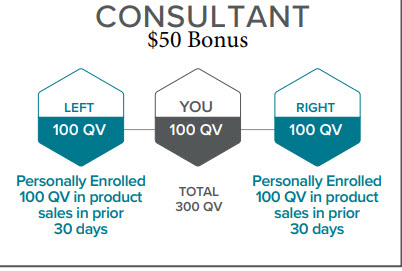 CONSULTANT
$50 Bonus
LEFT
100 QV
YOU
100 QV
RIGHT
100 QV
Personally Enrolled
100 QV in product
sales in prior
30 days
TOTAL
300 QV
Personally Enrolled
100 QV in product
sales in prior
30 days